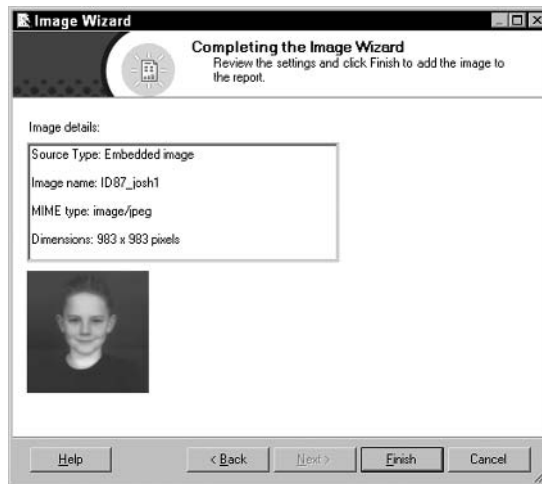 Image Wizard
Completing the Image Wizard
Review the settings and click Finish to add the image to
the report.
Image details:
Source Type: Embedded image
Image name: ID87_josh1
MIME type: image/jpeg
Dimensions: 983 x 983 pixels
Help
< Back
Next >
Finish
Cancel